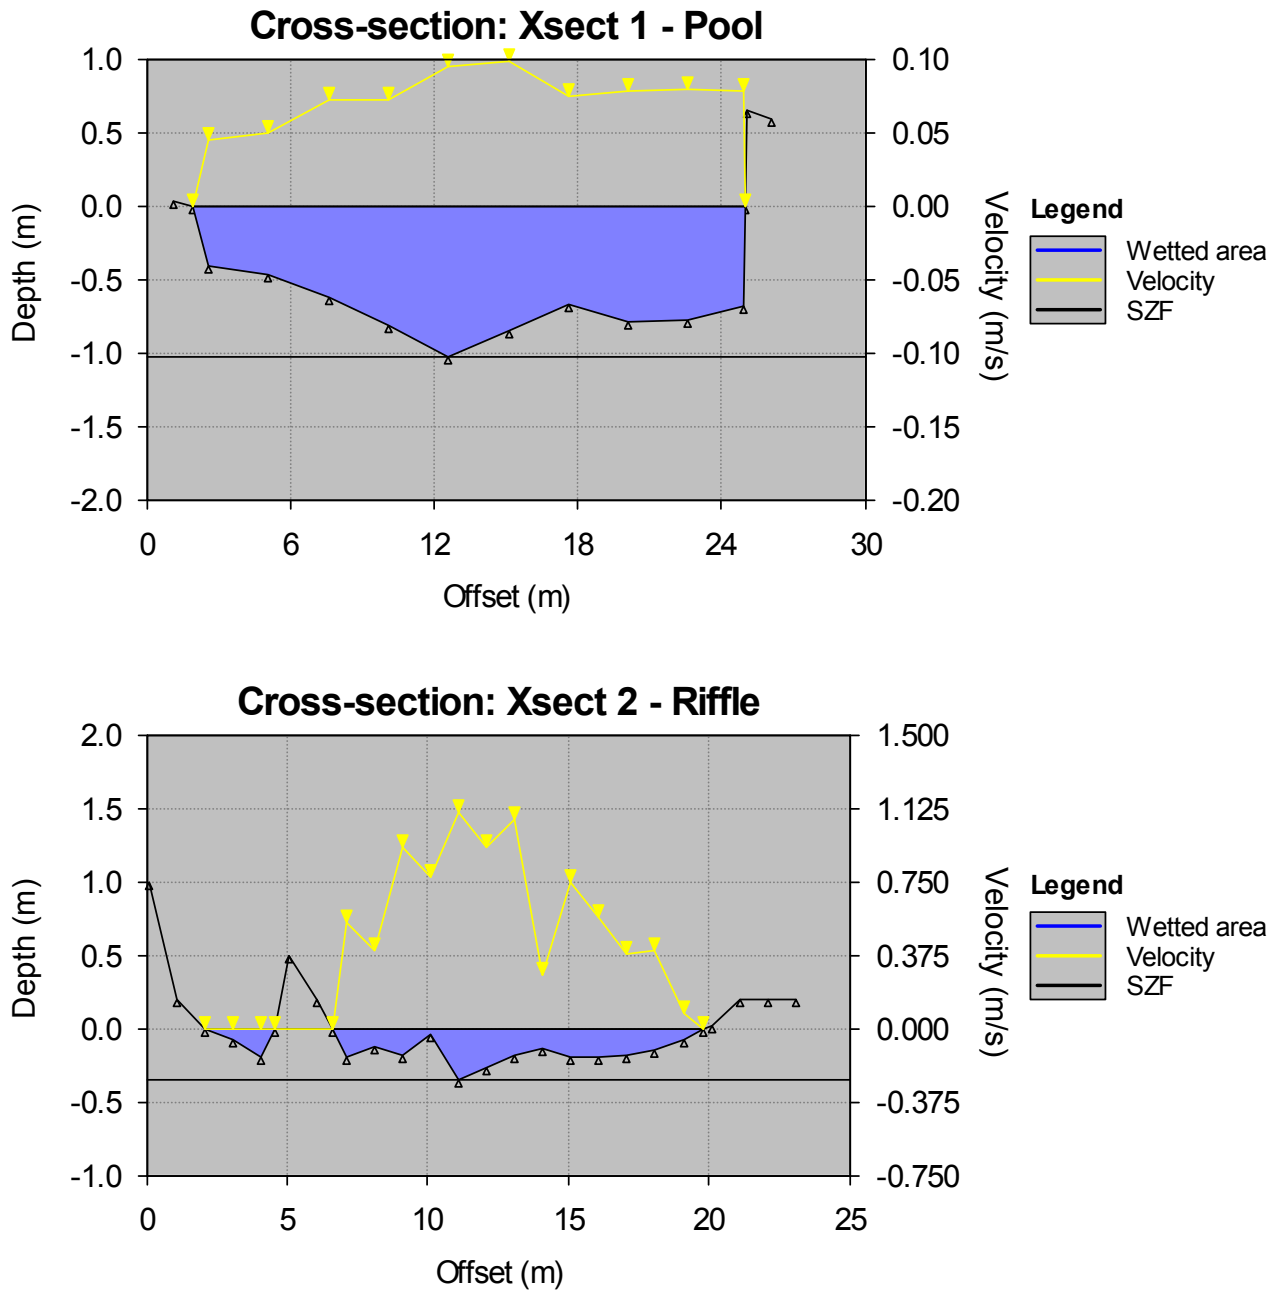 Cross-section: Xsect 1 - Pool
1.0
0.5
0.0
-0.5
-1.0
-1.5
-2.0
Depth (m)
0.10
0.05
0.00
-0.05
-0.10
-0.15
-0.20
Velocity (m/s)
0 6 12 18 24 30
Offset (m)
Legend
Wetted area
Velocity
SZF
Cross-section: Xsect 2 - Riffle
2.0
1.5
1.0
0.5
0.0
-0.5
-1.0
Depth (m)
1.500
1.125
0.750
0.375
0.000
-0.375
-0.750
Velocity (m/s)
0 5 10 15 20 25
Offset (m)
Legend
Wetted area
Velocity
SZF